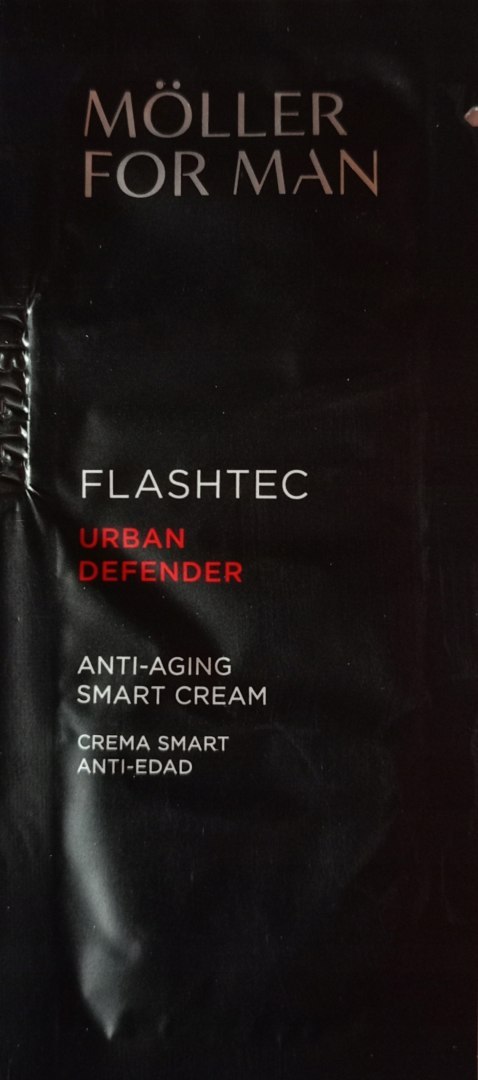 MÖLLER
FOR MAN
FLASHTEC
URBAN
DEFENDER
ANTI-AGING
SMART CREAM
CREMA SMART
ANTI-EDAD